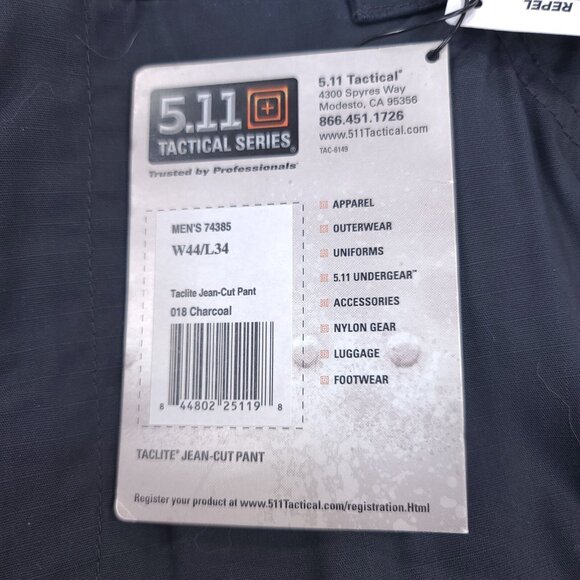 REPEL
5.11
TACTICAL SERIES®
Trusted by Professionals
5.11 Tactical®
4300 Spyres Way
Modesto, CA 95356
866.451.1726
www.511Tactical.com
TAC-6149
MEN'S 74385
W44/L34
Taclite Jean-Cut Pant
018 Charcoal
8 44802 25119 8
APPAREL
OUTERWEAR
UNIFORMS
5.11 UNDERGEAR™
ACCESSORIES
NYLON GEAR
LUGGAGE
FOOTWEAR
TACLITE® JEAN-CUT PANT
Register your product at www.511Tactical.com/registration.Html